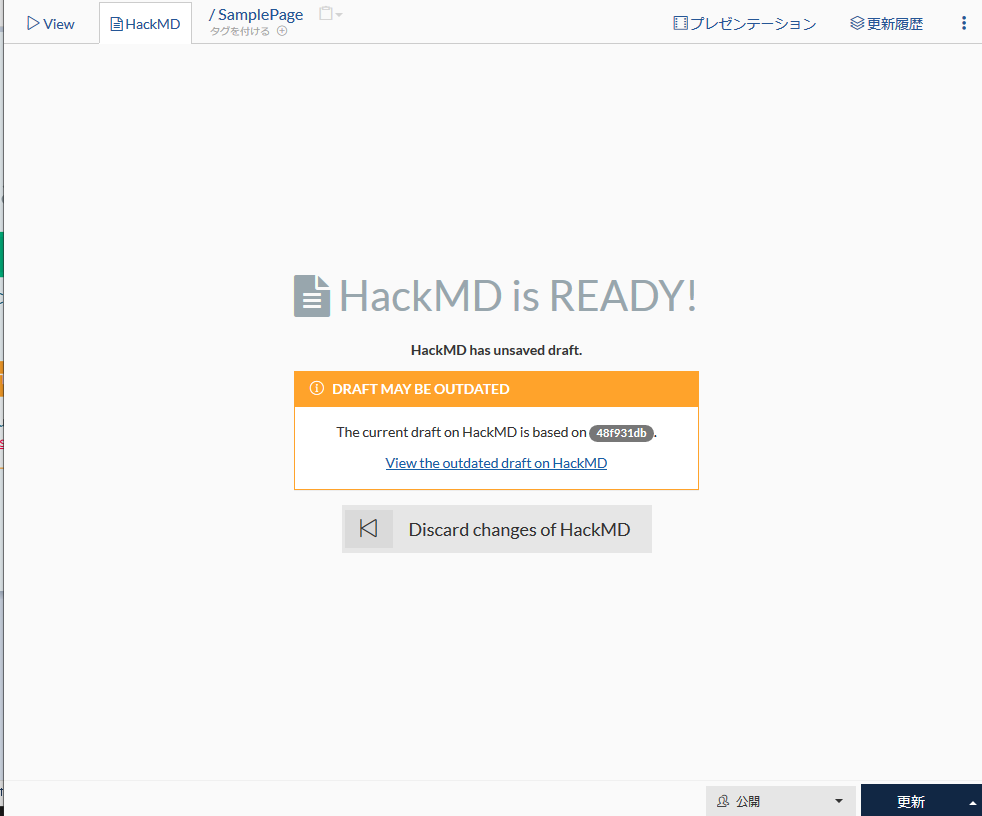 View
HackMD
/ SamplePage
タグを付ける
プレゼンテーション
更新履歴
HackMD is READY!
HackMD has unsaved draft.
DRAFT MAY BE OUTDATED
The current draft on HackMD is based on 48f931db.
View the outdated draft on HackMD
Discard changes of HackMD
公開
更新